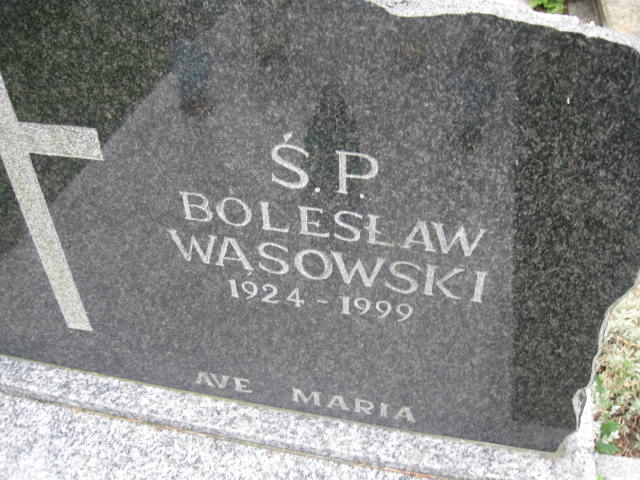 Ś.P.
BOLESŁAW
WĄSOWSKI
1924-1999
AVE MARIA